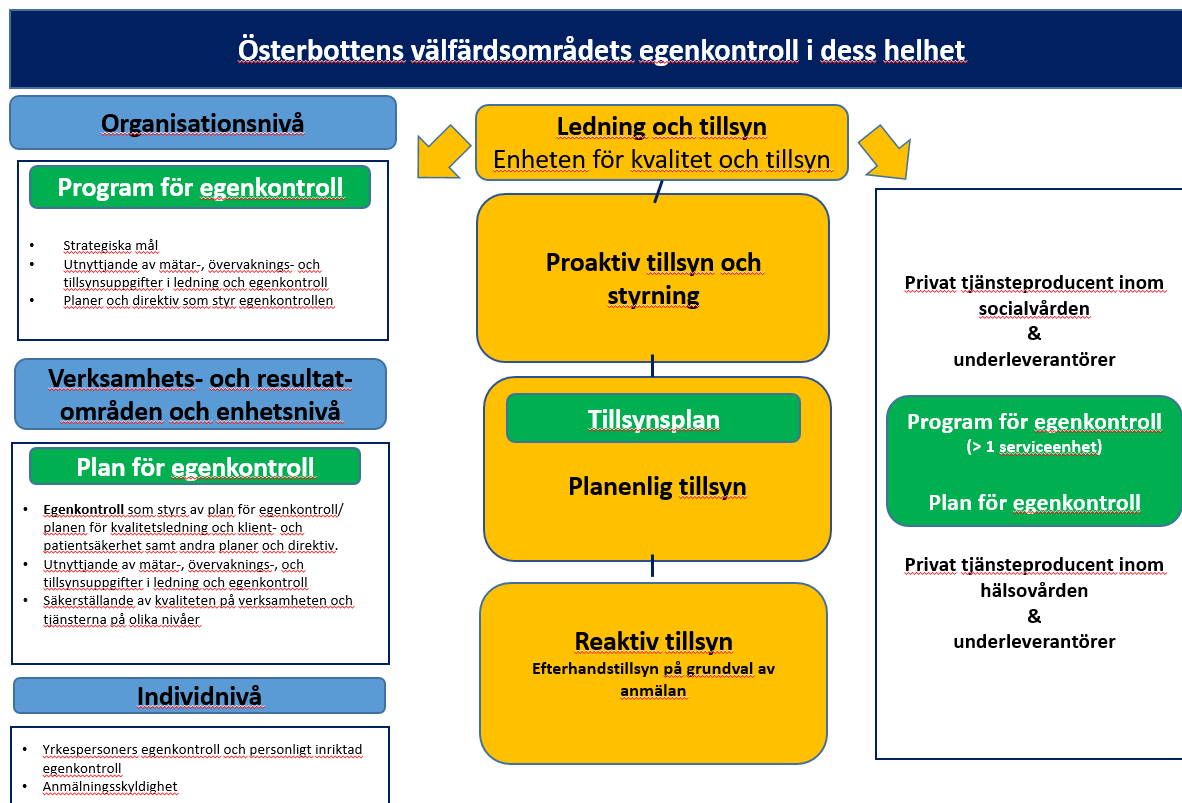 Österbottens välfärdsområdets egenkontroll i dess helhet
Organisationsnivå
Program för egenkontroll
• Strategiska mål
• Utnyttjande av mätar-, övervaknings- och
tillsynsuppgifter i ledning och egenkontroll
• Planer och direktiv som styr egenkontrollen
Verksamhets- och resultat-
områden och enhetsnivå
Plan för egenkontroll
• Egenkontroll som styrs av plan för egenkontroll/
planen för kvalitetsledning och klient- och
patientsäkerhet samt andra planer och direktiv.
• Utnyttjande av mätar-, övervaknings-, och
tillsynsuppgifter i ledning och egenkontroll
• Säkerställande av kvaliteten på verksamheten och
tjänsterna på olika nivåer
Individnivå
• Yrkespersoners egenkontroll och personligt inriktad
egenkontroll
• Anmälningsskyldighet
Ledning och tillsyn
Enheten för kvalitet och tillsyn
Proaktiv tillsyn och
styrning
Tillsynsplan
Planenlig tillsyn
Reaktiv tillsyn
Efterhandstillsyn på grundval av
anmälan
Privat tjänsteproducent inom
socialvården
&
underleverantörer
Program för egenkontroll
(> 1 serviceenhet)
Plan för egenkontroll
Privat tjänsteproducent inom
hälsovården
&
underleverantörer